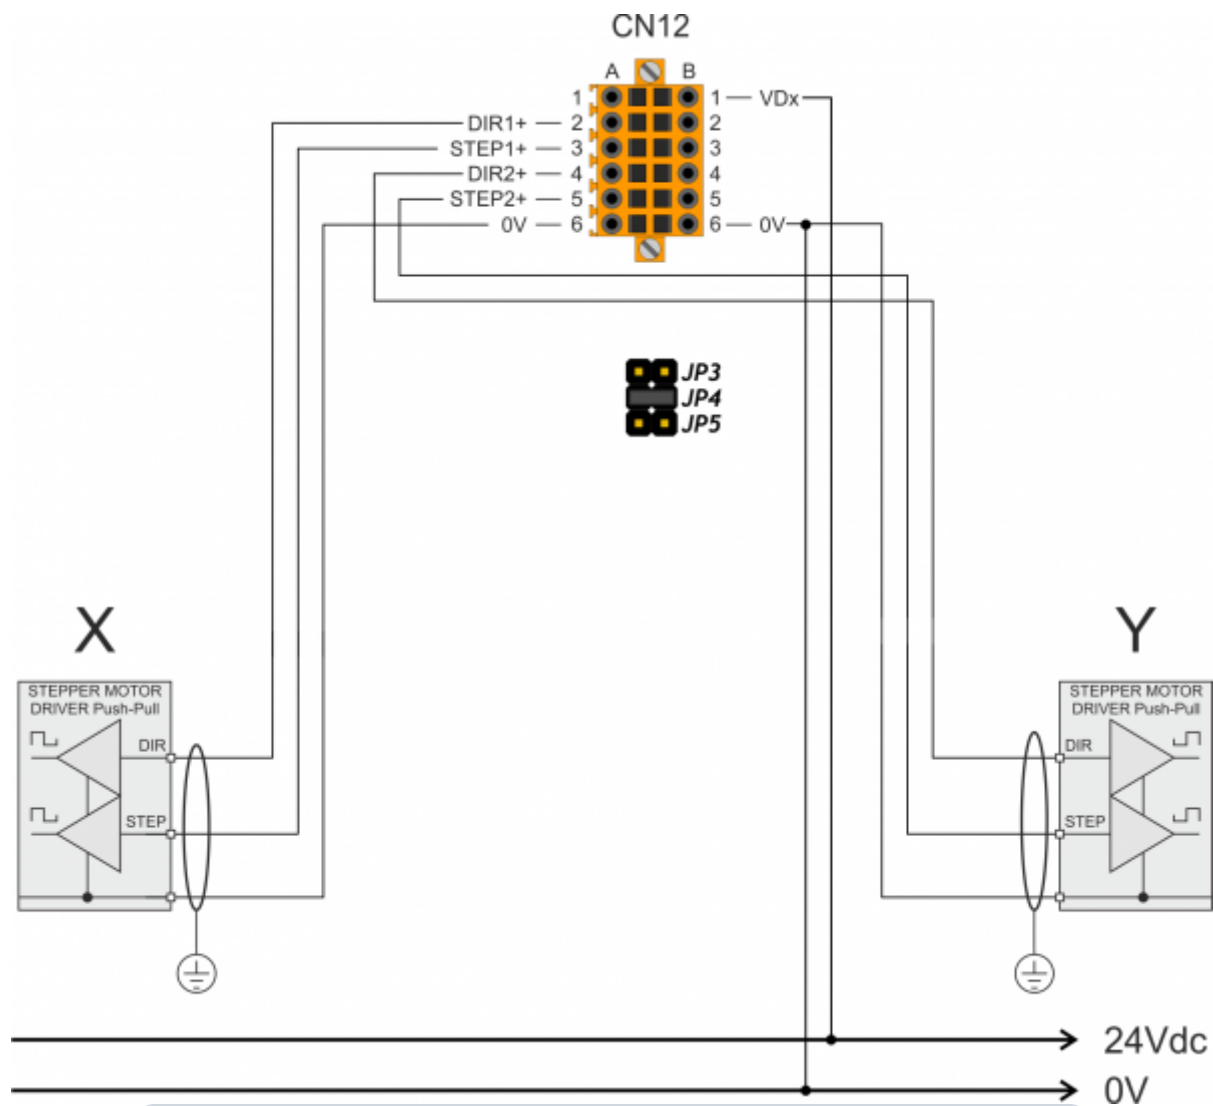 CN12
A B
1 1 VDx
DIR1+ 2 2
STEP1+ 3 3
DIR2+ 4 4
STEP2+ 5 5
0V 6 6 0V
JP3
JP4
JP5
X
STEPPER MOTOR
DRIVER Push-Pull
DIR
STEP
Y
STEPPER MOTOR
DRIVER Push-Pull
DIR
STEP
24Vdc
0V